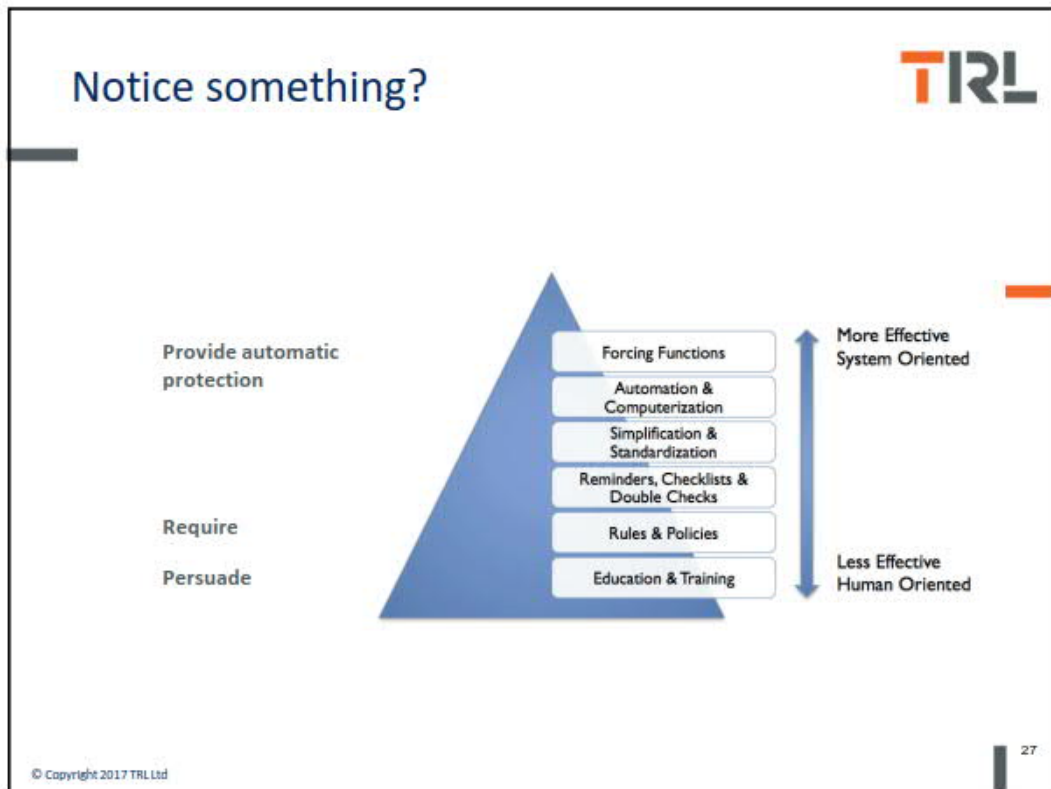 Notice something?
TRL
Provide automatic
protection
Forcing Functions
More Effective
System Oriented
Automation &
Computerization
Simplification &
Standardization
Reminders, Checklists &
Double Checks
Require
Rules & Policies
Persuade
Education & Training
Less Effective
Human Oriented
© Copyright 2017 TRL Ltd
27